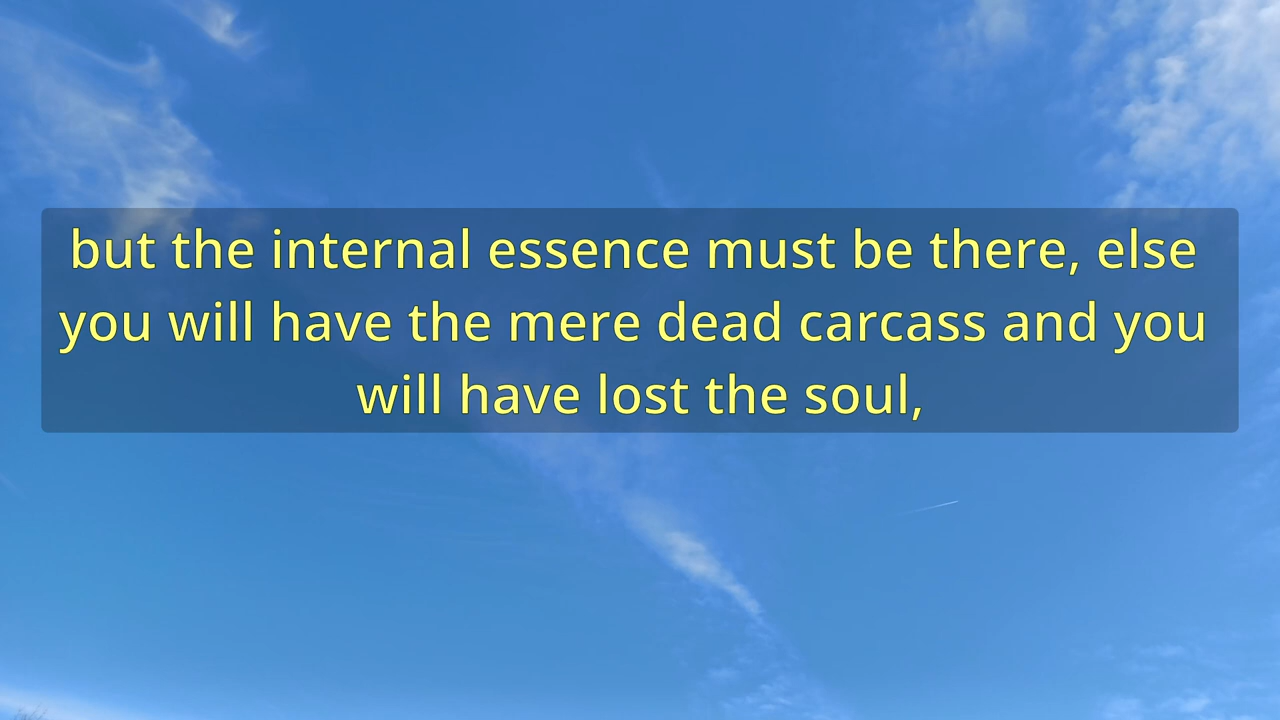 but the internal essence must be there, else
you will have the mere dead carcass and you
will have lost the soul,